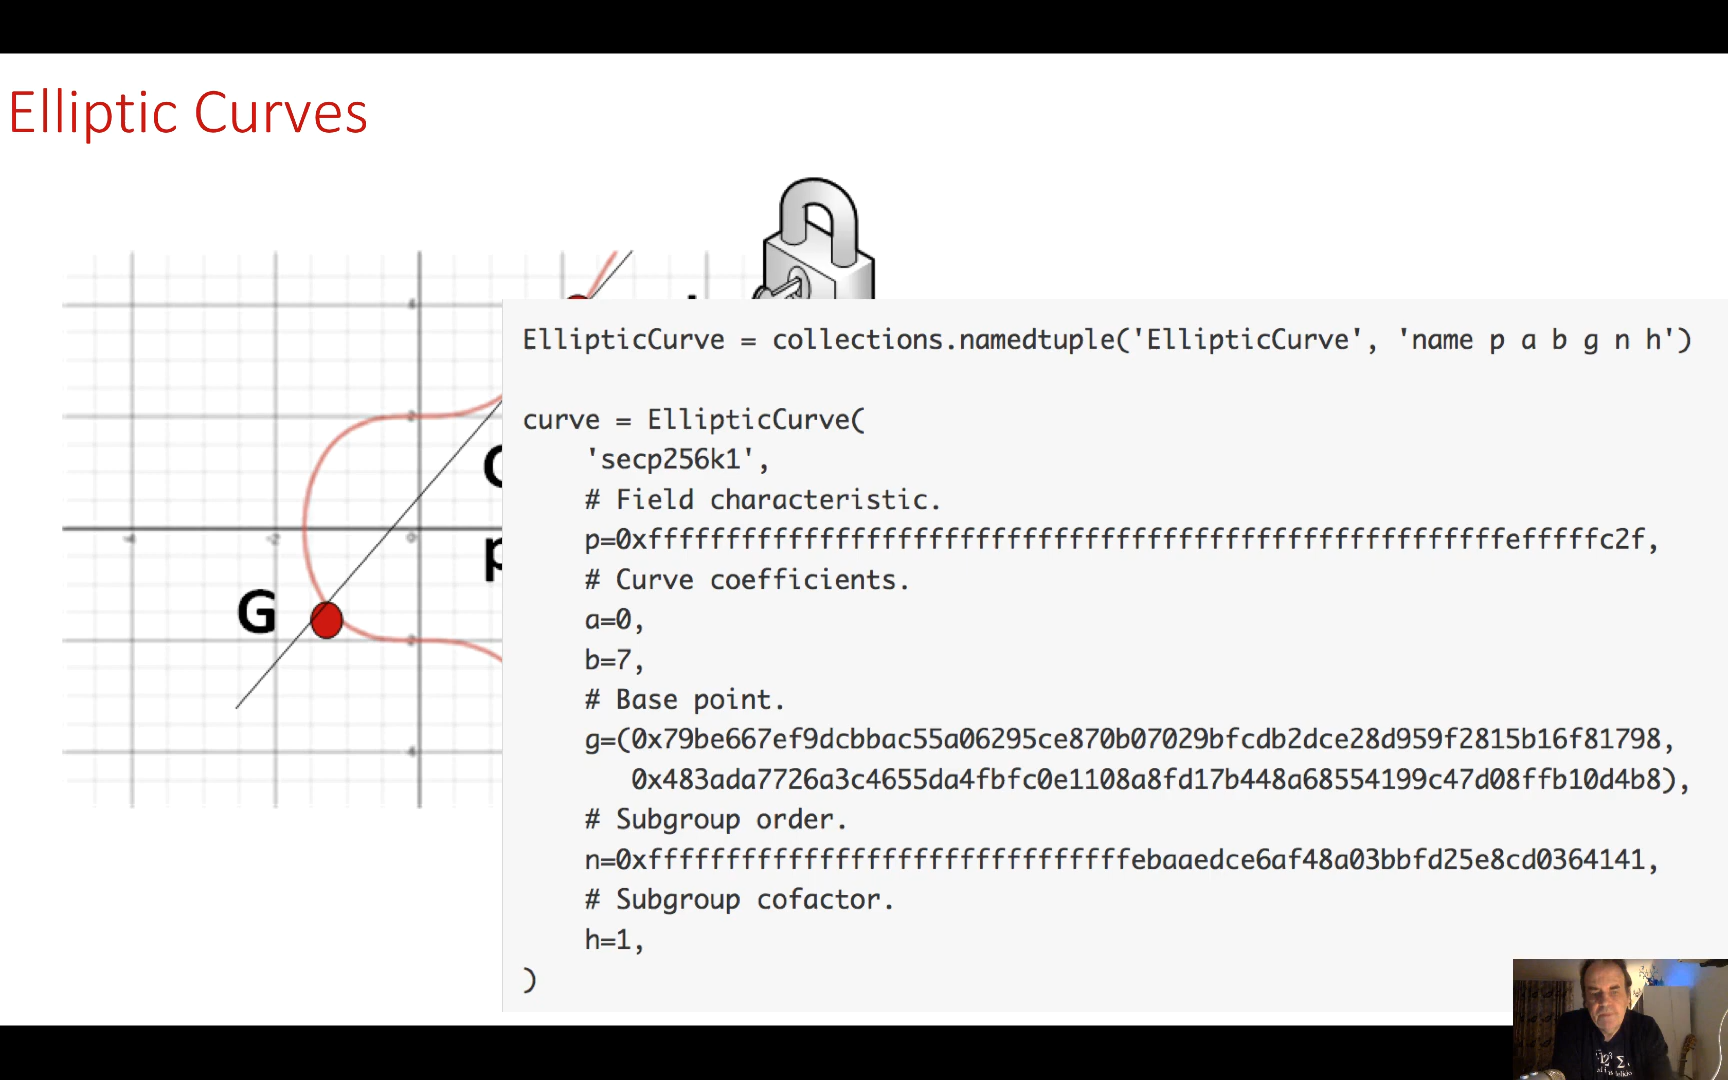 Elliptic Curves
EllipticCurve = collections.namedtuple('EllipticCurve', 'name p a b g n h')
curve = EllipticCurve(
'secp256k1',
# Field characteristic.
p=0xfffffffffffffffffffffffffffffffffffffffffffffffffffffffefffffc2f,
# Curve coefficients.
a=0,
b=7,
# Base point.
g=(0x79be667ef9dcbbac55a06295ce870b07029bfcdb2dce28d959f2815b16f81798,
0x483ada7726a3c4655da4fbfc0e1108a8fd17b448a68554199c47d08ffb10d4b8),
# Subgroup order.
n=0xfffffffffffffffffffffffffffffffebaaedce6af48a03bbfd25e8cd0364141,
# Subgroup cofactor.
h=1,
)
G